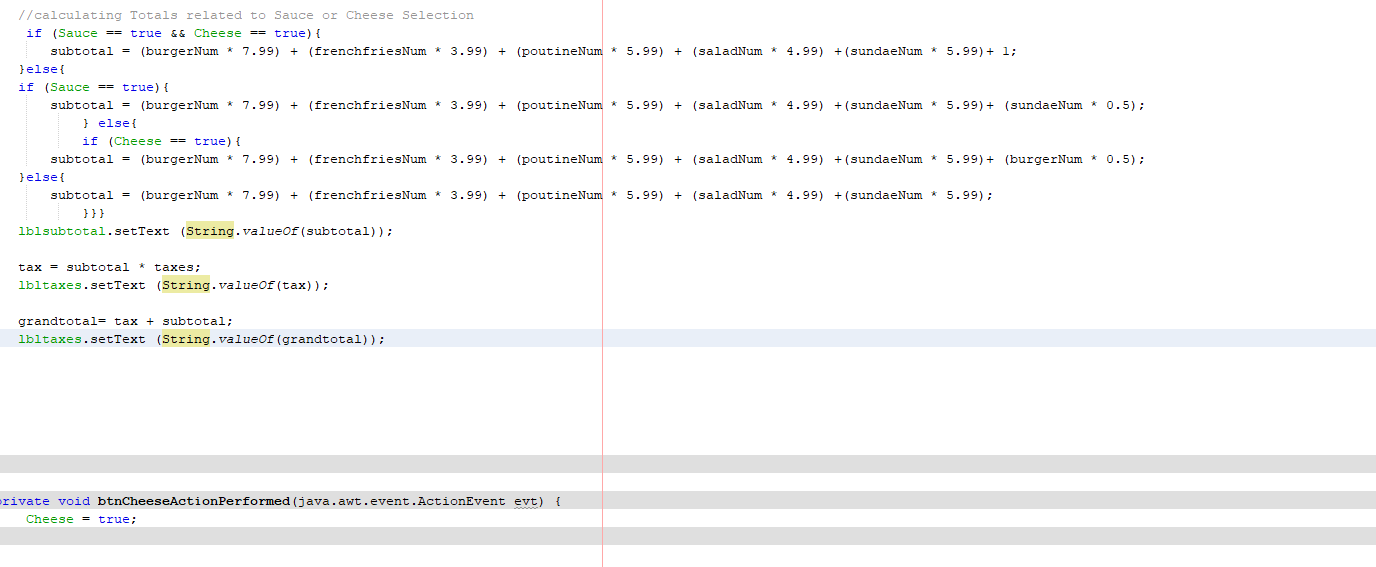 //calculating Totals related to Sauce or Cheese Selection
if (Sauce == true && Cheese == true){
subtotal = (burgerNum * 7.99) + (frenchfriesNum * 3.99) + (poutineNum * 5.99) + (saladNum * 4.99) +(sundaeNum * 5.99)+ 1;
}else{
if (Sauce == true){
subtotal = (burgerNum * 7.99) + (frenchfriesNum * 3.99) + (poutineNum * 5.99) + (saladNum * 4.99) +(sundaeNum * 5.99)+ (sundaeNum * 0.5);
} else{
if (Cheese == true){
subtotal = (burgerNum * 7.99) + (frenchfriesNum * 3.99) + (poutineNum * 5.99) + (saladNum * 4.99) +(sundaeNum * 5.99)+ (burgerNum * 0.5);
}else{
subtotal = (burgerNum * 7.99) + (frenchfriesNum * 3.99) + (poutineNum * 5.99) + (saladNum * 4.99) +(sundaeNum * 5.99);
}}}
lblsubtotal.setText (String.valueOf(subtotal));
tax = subtotal * taxes;
lbltaxes.setText (String.valueOf(tax));
grandtotal= tax + subtotal;
lbltaxes.setText (String.valueOf(grandtotal));
private void btnCheeseActionPerformed(java.awt.event.ActionEvent evt) {
Cheese = true;